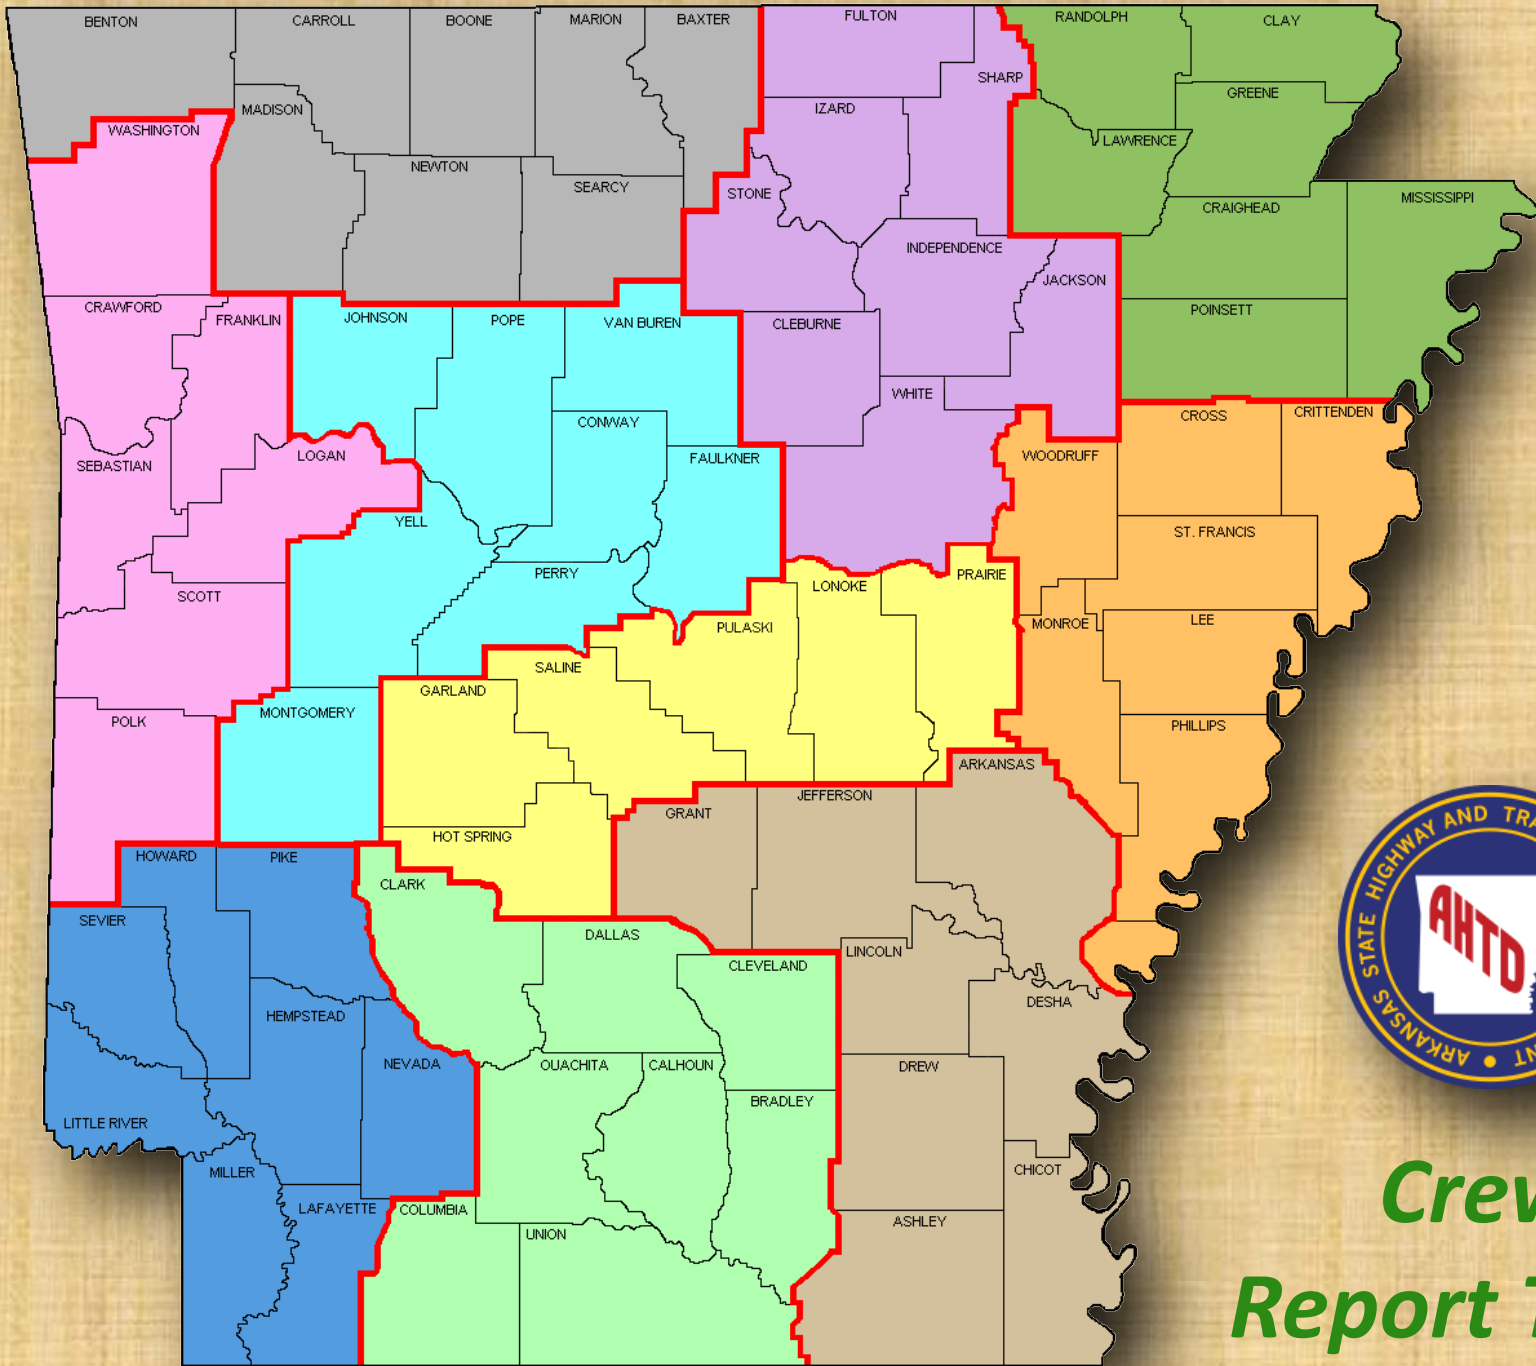 BENTON
CARROLL
BOONE
MARION
BAXTER
FULTON
RANDOLPH
CLAY
SHARP
GREENE
WASHINGTON
MADISON
IZARD
LAWRENCE
NEWTON
SEARCY
STONE
CRAIGHEAD
MISSISSIPPI
INDEPENDENCE
JACKSON
CRAWFORD
FRANKLIN
JOHNSON
POPE
VAN BUREN
CLEBURNE
POINSETT
WHITE
CROSS
CRITTENDEN
CONWAY
SEBASTIAN
LOGAN
FAULKNER
WOODRUFF
YELL
ST. FRANCIS
SCOTT
PERRY
LONOKE
PRAIRIE
PULASKI
MONROE
LEE
SALINE
GARLAND
POLK
MONTGOMERY
PHILLIPS
ARKANSAS
JEFFERSON
GRANT
HOT SPRING
HOWARD
PIKE
CLARK
SEVIER
DALLAS
CLEVELAND
LINCOLN
DESHA
HEMPSTEAD
NEVADA
OUACHITA
CALHOUN
DREW
BRADLEY
LITTLE RIVER
MILLER
LAFAYETTE
COLUMBIA
UNION
CHICOT
ASHLEY
ARKANSAS STATE HIGHWAY AND TRA
NT
AHTD
Crew
Report T